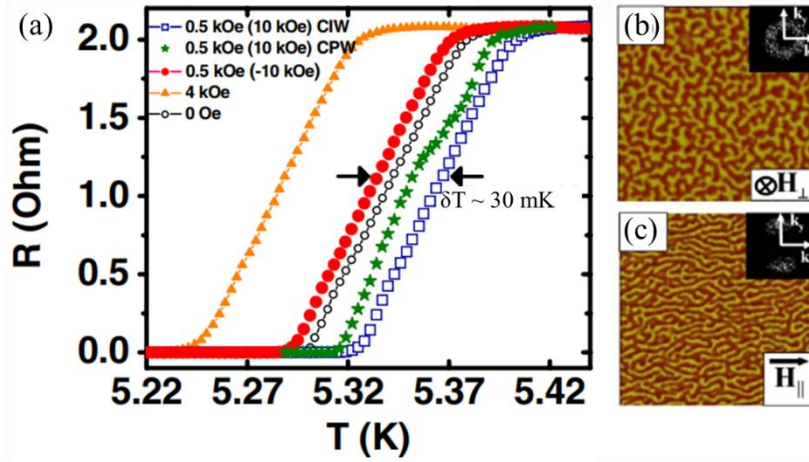 (a)
0.5 kOe (10 kOe) CIW
0.5 kOe (10 kOe) CPW
0.5 kOe (-10 kOe)
4 kOe
0 Oe
δT ~ 30 mK
2.0
1.5
1.0
0.5
0.0
R (Ohm)
5.22 5.27 5.32 5.37 5.42
T (K)
(b)
k
⊗H⊥
(c)
ky
k
H||